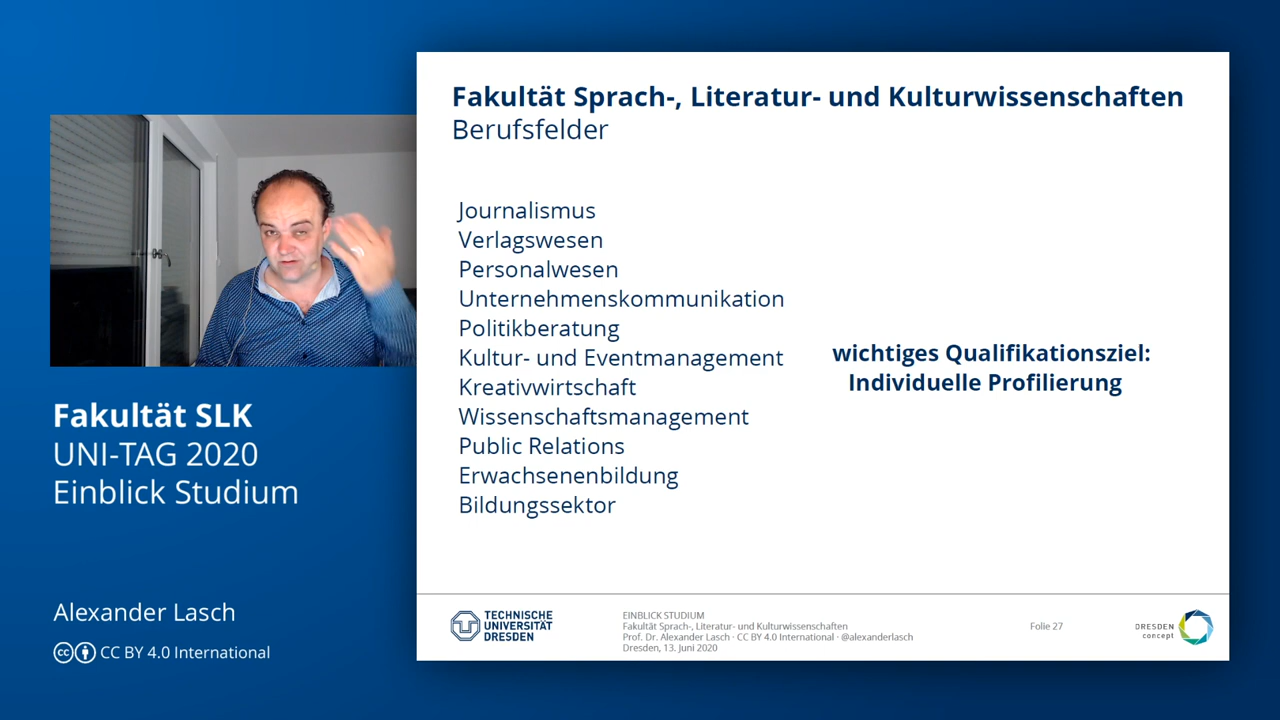 Fakultät Sprach-, Literatur- und Kulturwissenschaften
Berufsfelder
Journalismus
Verlagswesen
Personalwesen
Unternehmenskommunikation
Politikberatung
Kultur- und Eventmanagement
Kreativwirtschaft
Wissenschaftsmanagement
Public Relations
Erwachsenenbildung
Bildungssektor
wichtiges Qualifikationsziel:
Individuelle Profilierung
Fakultät SLK
UNI-TAG 2020
Einblick Studium
Alexander Lasch
cc CC BY 4.0 International
TECHNISCHE
UNIVERSITÄT
DRESDEN
EINBLICK STUDIUM
Fakultät Sprach-, Literatur- und Kulturwissenschaften
Prof. Dr. Alexander Lasch · CC BY 4.0 International · @alexanderlasch
Dresden, 13. Juni 2020
Folie 27
DRESDEN
concept